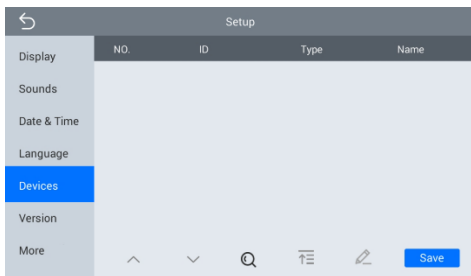 Setup
NO. ID Type Name
Display
Sounds
Date & Time
Language
Devices
Version
More
Save